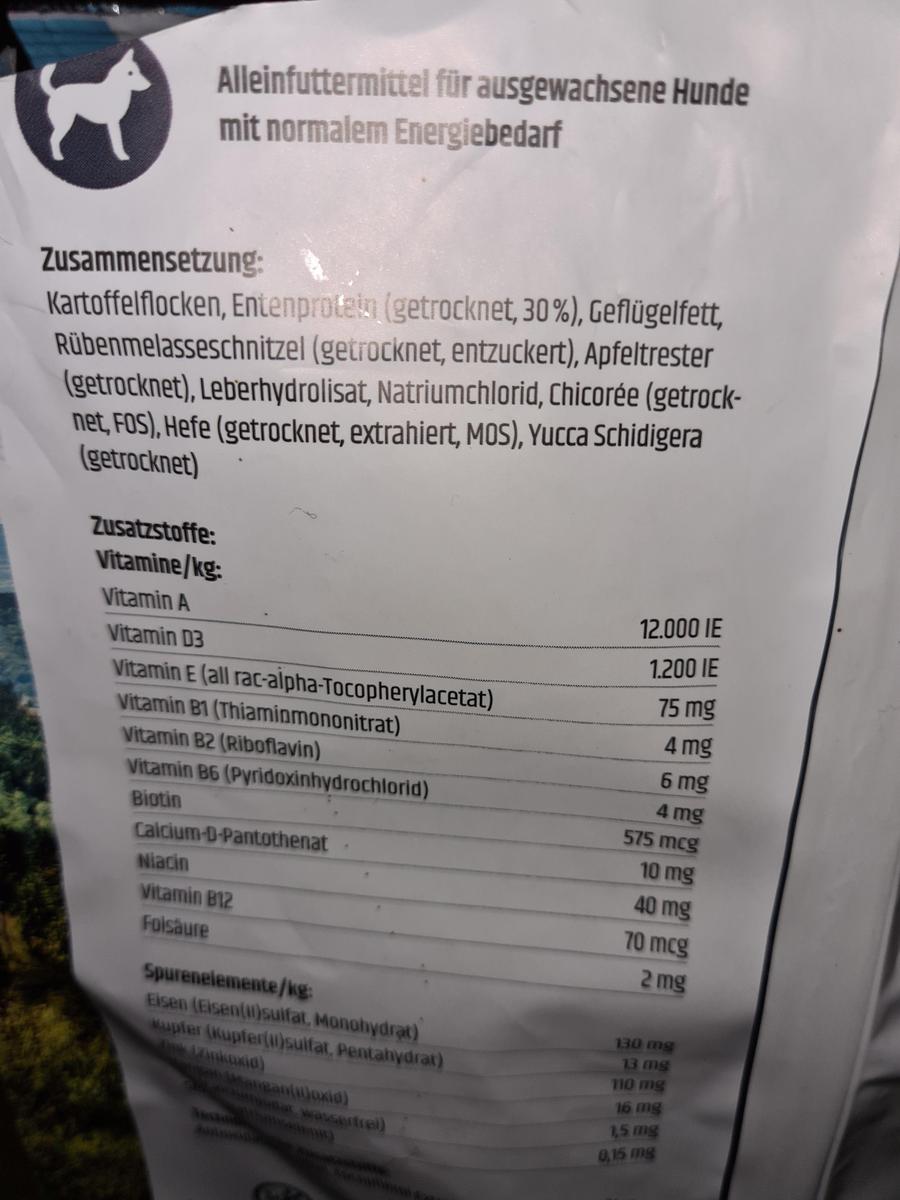 Alleinfuttermittel für ausgewachsene Hunde
mit normalem Energiebedarf
Zusammensetzung:
Kartoffelflocken, Entenprotein (getrocknet, 30%), Geflügelfett,
Rübenmelasseschnitzel (getrocknet, entzuckert), Apfeltrester
(getrocknet), Leberhydrolisat, Natriumchlorid, Chicorée (getrock-
net, FOS), Hefe (getrocknet, extrahiert, MOS), Yucca Schidigera
(getrocknet)
Zusatzstoffe:
Vitamine/kg:
Vitamin A 12.000 IE
Vitamin D3 1.200 IE
Vitamin E (all rac-alpha-Tocopherylacetat) 75 mg
Vitamin B1 (Thiaminmononitrat) 4 mg
Vitamin B2 (Riboflavin) 6 mg
Vitamin B6 (Pyridoxinhydrochlorid) 4 mg
Biotin 575 mcg
Calcium-D-Pantothenat 10 mg
Niacin 40 mg
Vitamin B12 70 mcg
Folsäure 2 mg
Spurenelemente/kg:
Eisen (Eisen(II)sulfat, Monohydrat) 130 mg
Kupfer (Kupfer(II)sulfat, Pentahydrat) 13 mg
Zink (Zinkoxid) 110 mg
16 mg
wasserfrei) 1,5 mg
0,15 mg